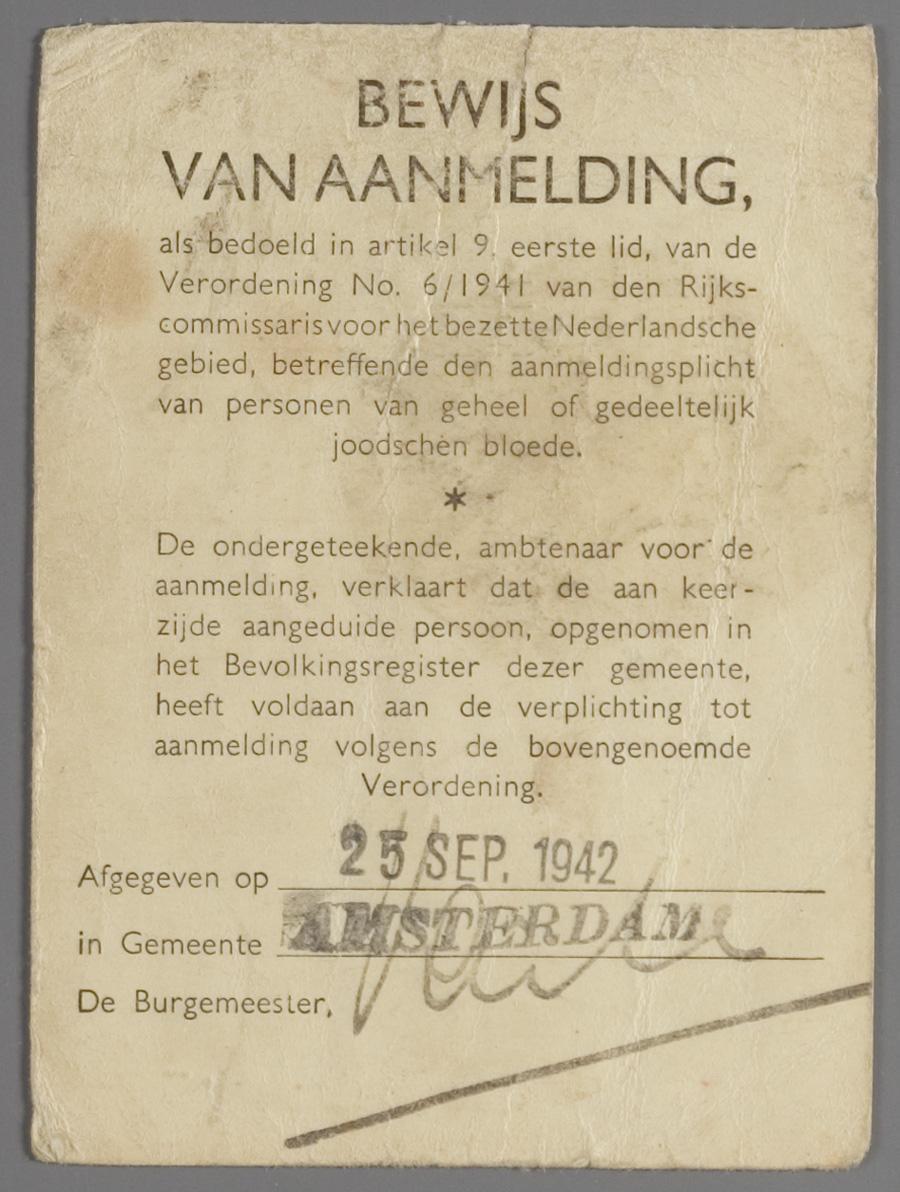 BEWIJS
VAN AANMELDING,
als bedoeld in artikel 9, eerste lid, van de
Verordening No. 6/1941 van den Rijks-
commissaris voor het bezette Nederlandsche
gebied, betreffende den aanmeldingsplicht
van personen van geheel of gedeeltelijk
joodschen bloede.
*
De ondergeteekende, ambtenaar voor de
aanmelding, verklaart dat de aan keer-
zijde aangeduide persoon, opgenomen in
het Bevolkingsregister dezer gemeente,
heeft voldaan aan de verplichting tot
aanmelding volgens de bovengenoemde
Verordening.
Afgegeven op 25 SEP. 1942
in Gemeente AMSTERDAM
De Burgemeester,